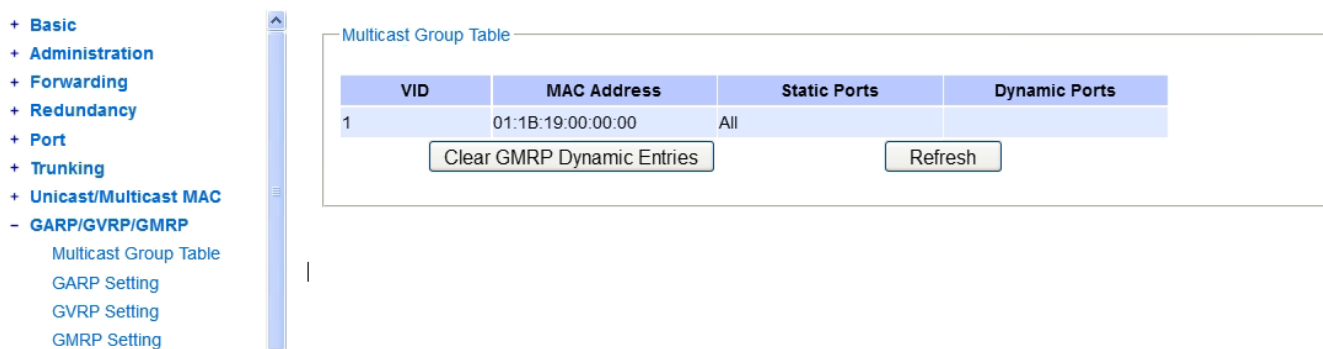 + Basic
+ Administration
+ Forwarding
+ Redundancy
+ Port
+ Trunking
+ Unicast/Multicast MAC
– GARP/GVRP/GMRP
Multicast Group Table
GARP Setting
GVRP Setting
GMRP Setting
Multicast Group Table
VID MAC Address Static Ports Dynamic Ports
1 01:1B:19:00:00:00 All
Clear GMRP Dynamic Entries Refresh